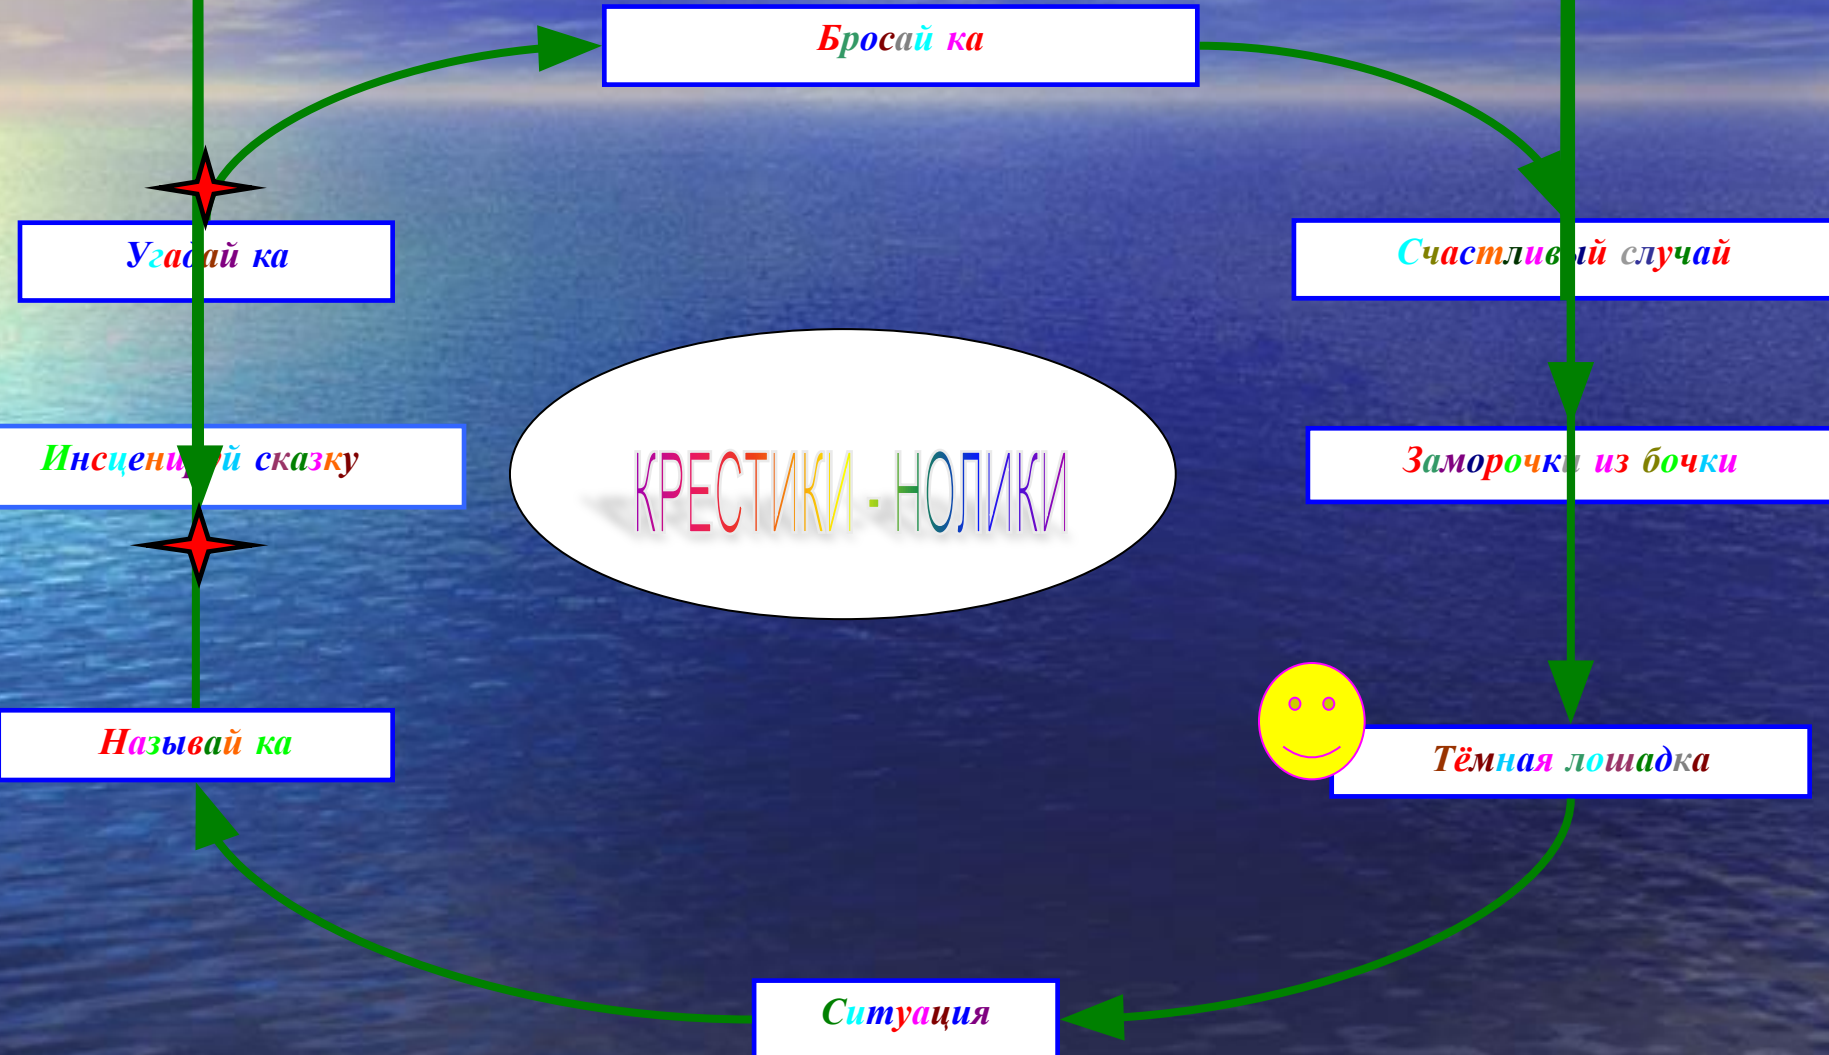 Бросай ка
Угадай ка
Счастливый случай
Инсценируй сказку
КРЕСТИКИ - НОЛИКИ
Заморочки из бочки
Называй ка
Тёмная лошадка
Ситуация